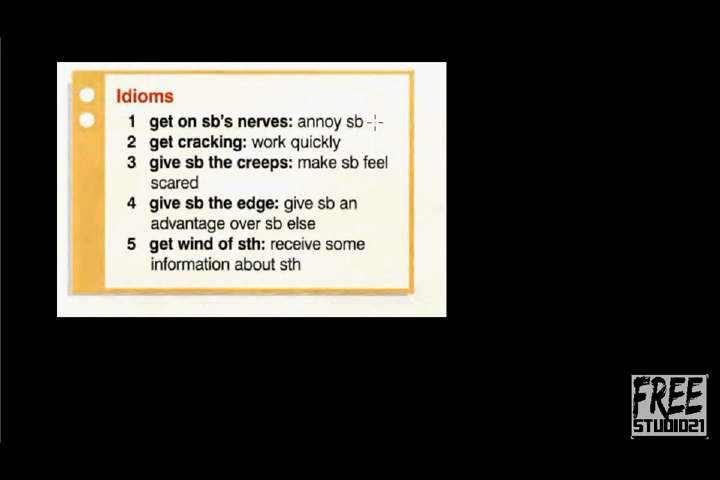 Idioms
1 get on sb's nerves: annoy sb
2 get cracking: work quickly
3 give sb the creeps: make sb feel
scared
4 give sb the edge: give sb an
advantage over sb else
5 get wind of sth: receive some
information about sth
FREE
STUDIO21